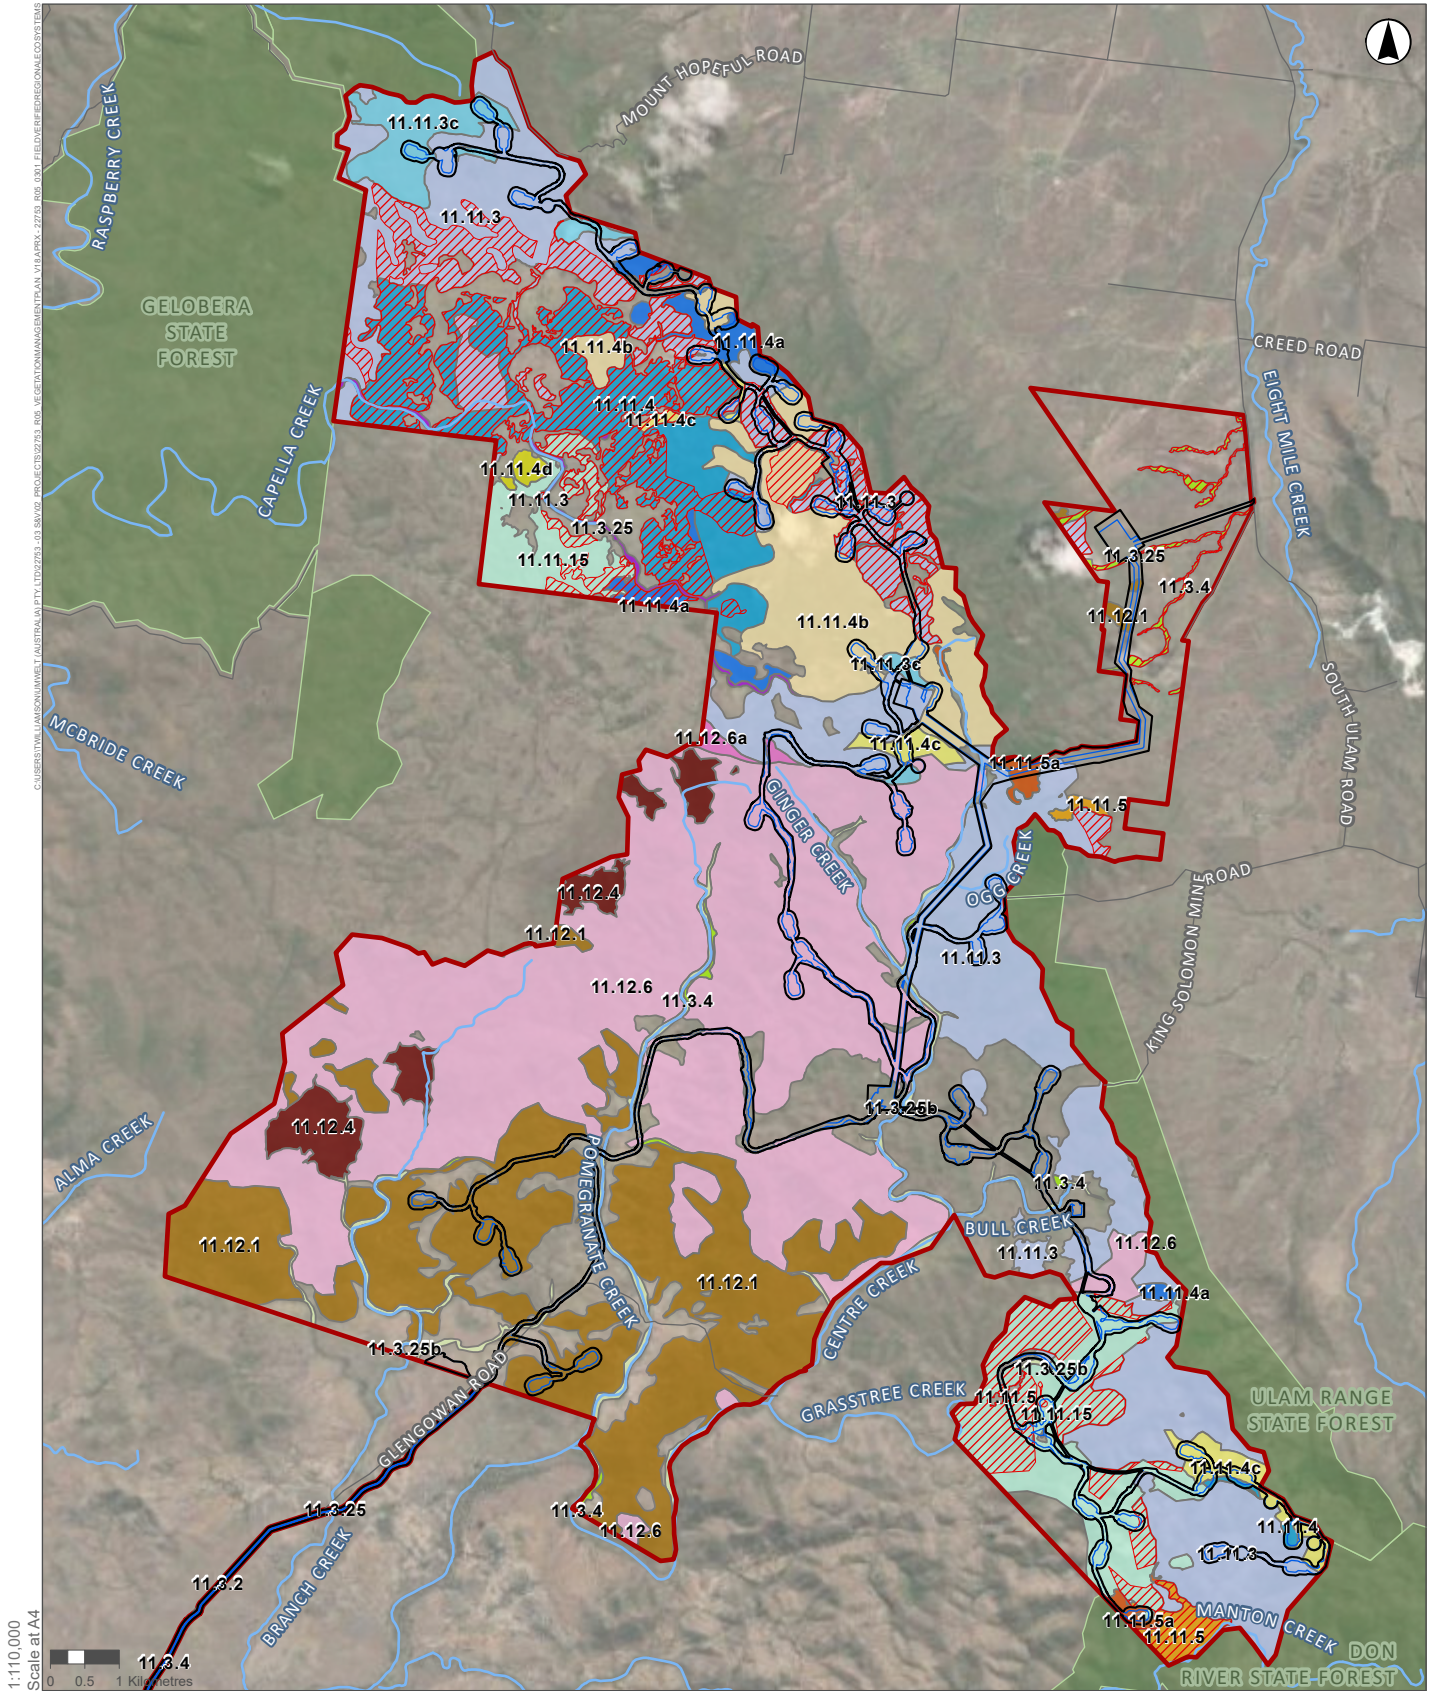 MOUNT HOPEFUL ROAD
RASPBERRY CREEK
11.11.3c
11.11.3
GELOBERA
STATE
FOREST
11.11.4b
11.11.4a
CREED ROAD
EIGHT MILE CREEK
11.11.4
11.11.4c
CAPELLA CREEK
11.11.4d
11.11.3
11.11.3
11.3.25
11.11.15
11.3.25
11.3.4
11.11.4a
11.12.1
11.11.4b
11.11.3c
SOUTH ULAM ROAD
MCBRIDE CREEK
11.12.6a
11.11.4c
11.11.5a
11.11.5
GINGER CREEK
OGG CREEK
KING SOLOMON MINE ROAD
11.12.4
11.12.1
11.11.3
11.12.6
11.3.4
11.3.25b
11.12.4
ALMA CREEK
POMEGRANATE CREEK
11.3.4
BULL CREEK
11.12.1
11.11.3
11.12.6
11.12.1
11.11.4a
CENTRE CREEK
11.3.25b
GLENGOWAN ROAD
11.3.25b
11.11.5
11.11.15
GRASSTREE CREEK
ULAM RANGE
STATE FOREST
11.11.4c
11.3.25
11.3.4
11.12.6
11.11.4
11.11.3
BRANCH CREEK
11.3.2
11.11.5a
11.11.5
MANTON CREEK
DON
RIVER STATE FOREST
11.3.4
0 0.5 1 Kilometres
1:110,000
Scale at A4